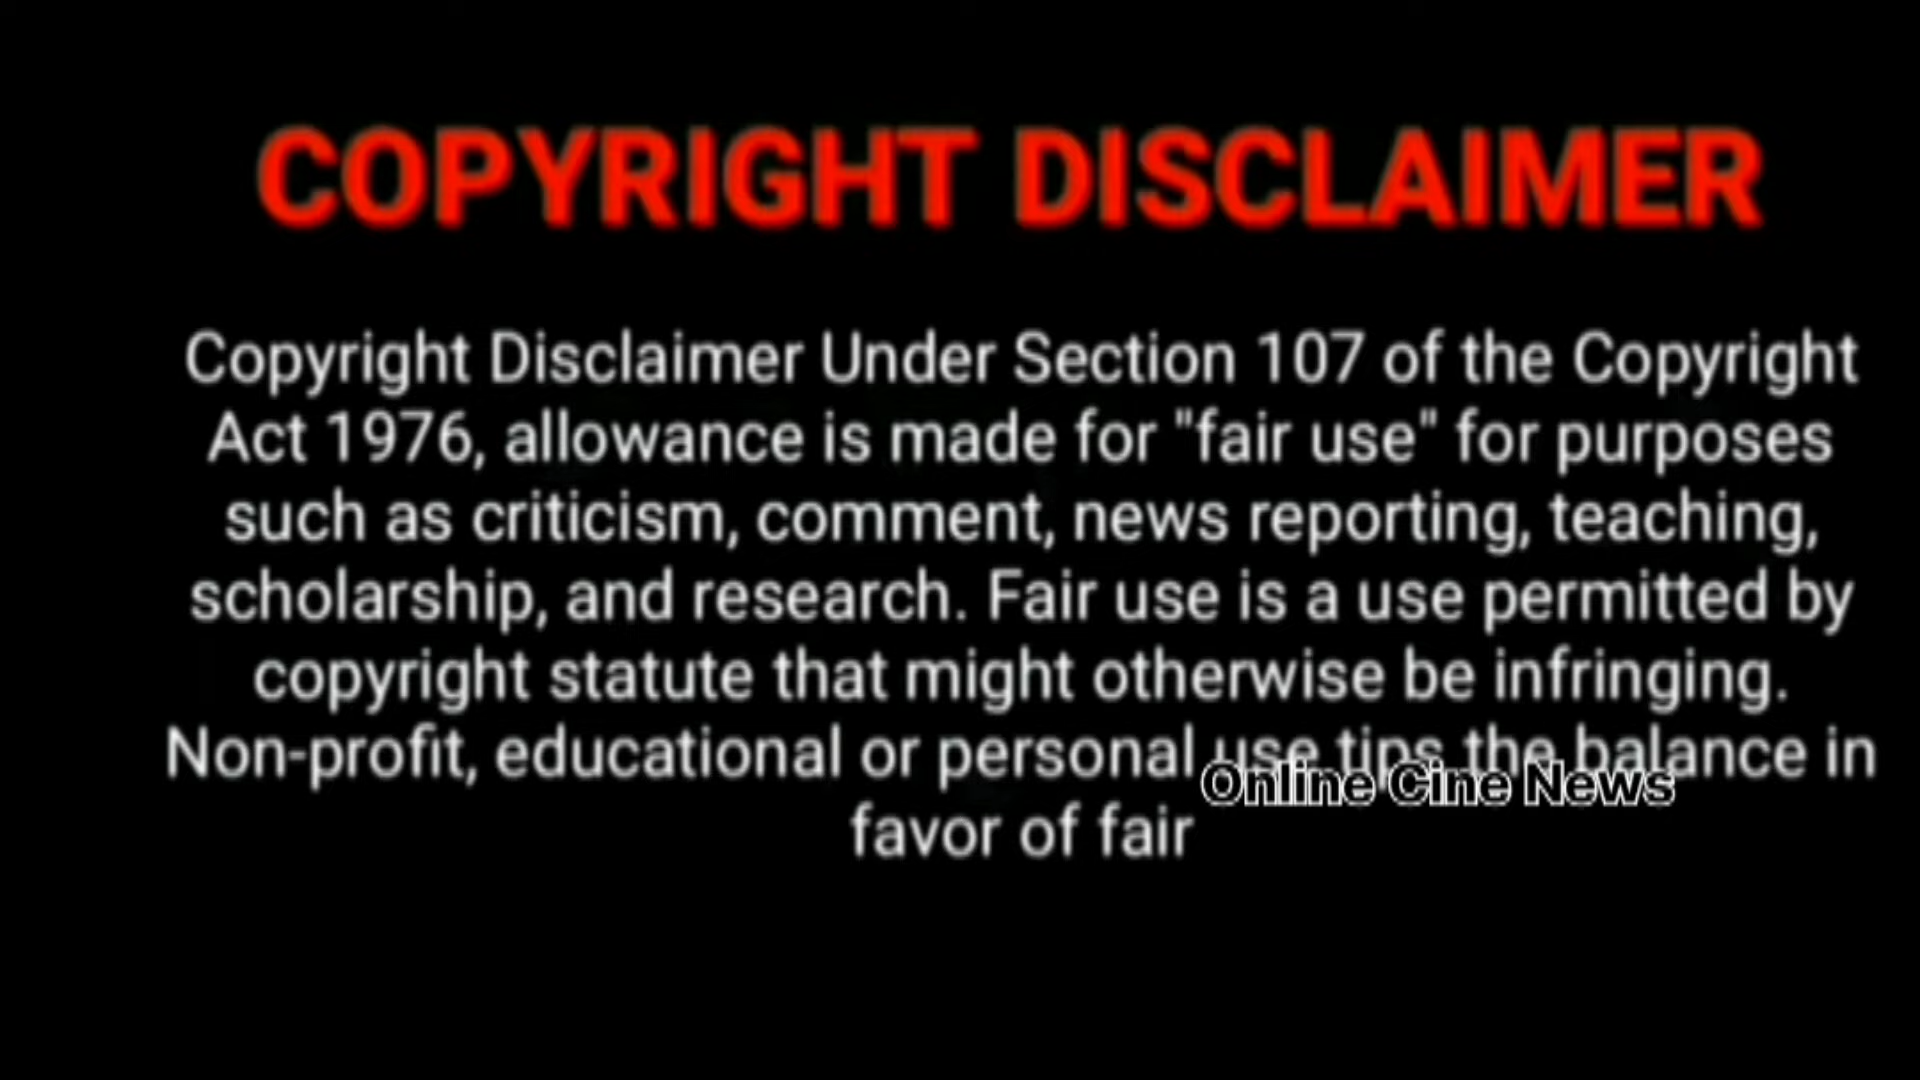 COPYRIGHT DISCLAIMER
Copyright Disclaimer Under Section 107 of the Copyright
Act 1976, allowance is made for "fair use" for purposes
such as criticism, comment, news reporting, teaching,
scholarship, and research. Fair use is a use permitted by
copyright statute that might otherwise be infringing.
Non-profit, educational or personal use tips the balance in
Online Cine News
favor of fair